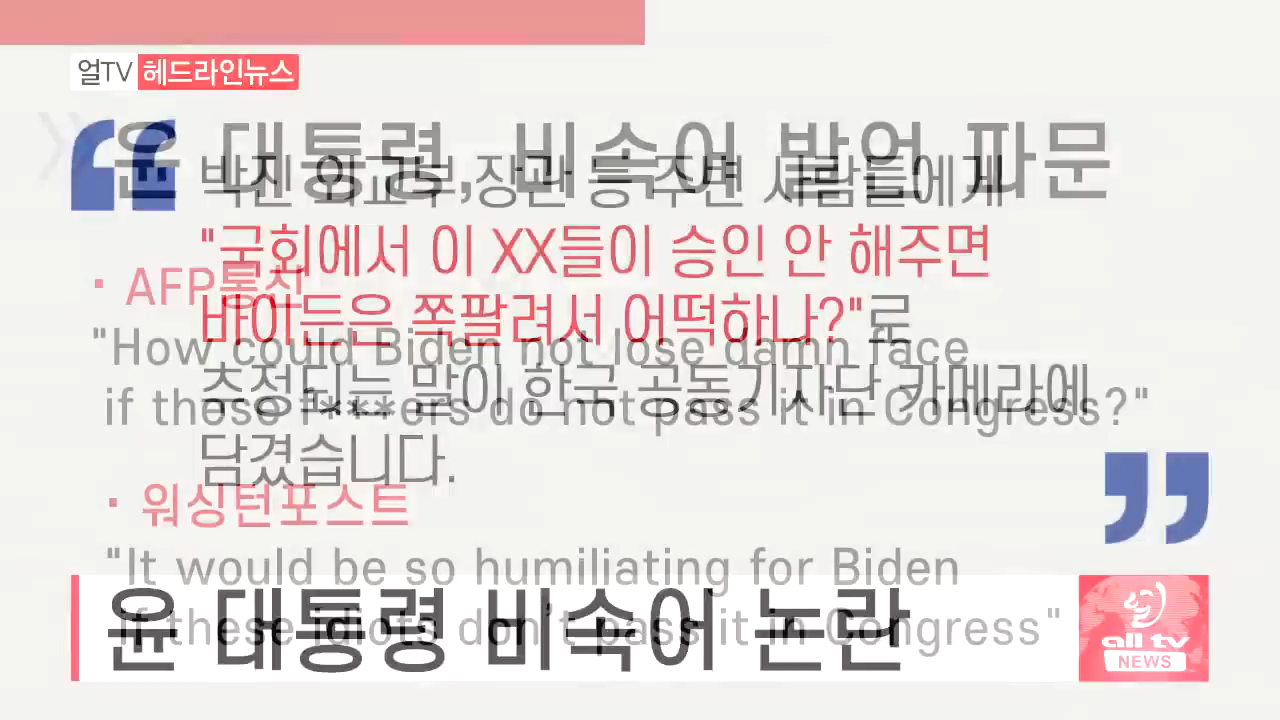 얼TV 헤드라인뉴스
윤 대통령, 비속어 발언 파문
박진 외교부 장관 등 주변 사람들에게
"국회에서 이 XX들이 승인 안 해주면
바이든은 쪽팔려서 어떡하나?"로
추정되는 말이 한국 공동기자단 카메라에
담겼습니다.
· AFP통신
"How could Biden not lose damn face
if those f***ers do not pass it in Congress?"
· 워싱턴포스트
"It would be so humiliating for Biden
if these idiots don't pass it in Congress"
윤 대통령 비속어 논란
all tv
NEWS